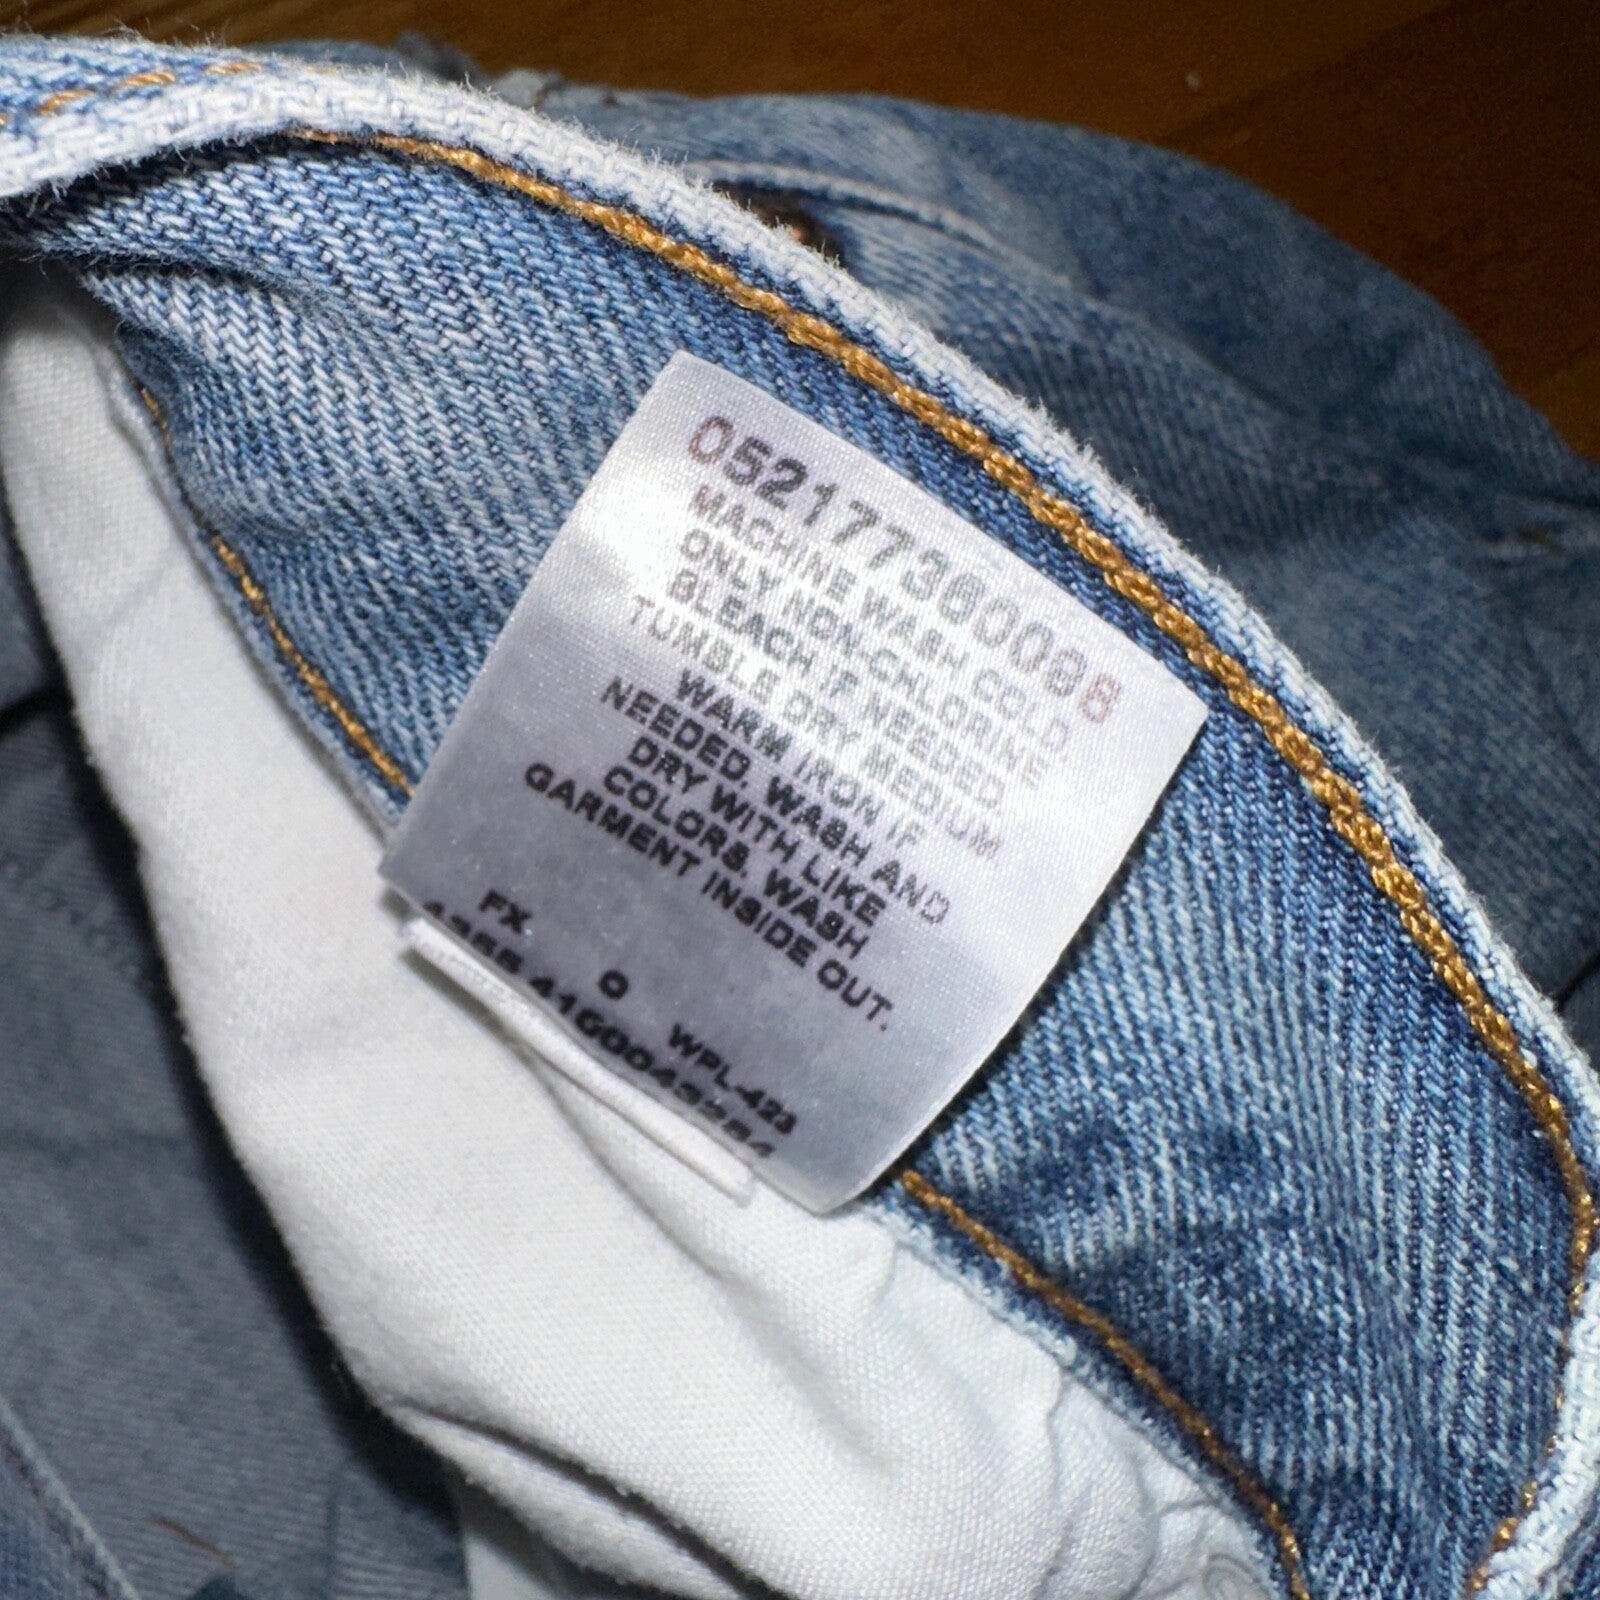 05217736008 8
MACHINE WASH COLD
ONLY NON-CHLORINE
BLEACH IF NEEDED.
TUMBLE DRY MEDIUM.
WARM IRON IF
NEEDED. WASH AND
DRY WITH LIKE
COLORS. WASH
GARMENT INSIDE OUT.
FX 0 WPL-423